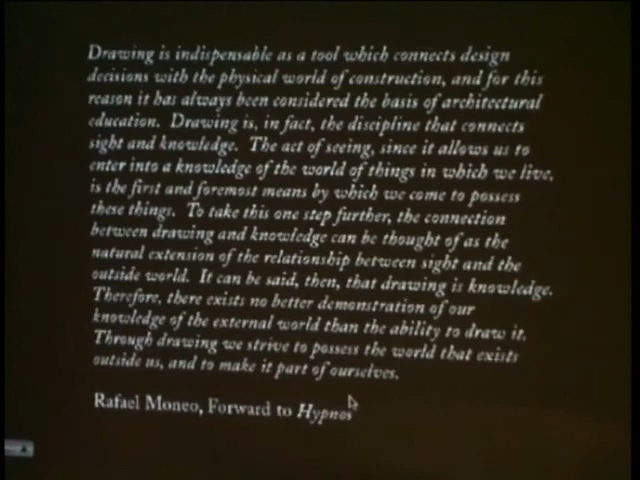 Drawing is indispensable as a tool which connects design
decisions with the physical world of construction, and for this
reason it has always been considered the basis of architectural
education. Drawing is, in fact, the discipline that connects
sight and knowledge. The act of seeing, since it allows us to
enter into a knowledge of the world of things in which we live,
is the first and foremost means by which we come to possess
these things. To take this one step further, the connection
between drawing and knowledge can be thought of as the
natural extension of the relationship between sight and the
outside world. It can be said, then, that drawing is knowledge.
Therefore, there exists no better demonstration of our
knowledge of the external world than the ability to draw it.
Through drawing we strive to possess the world that exists
outside us, and to make it part of ourselves.
Rafael Moneo, Forward to Hypnos